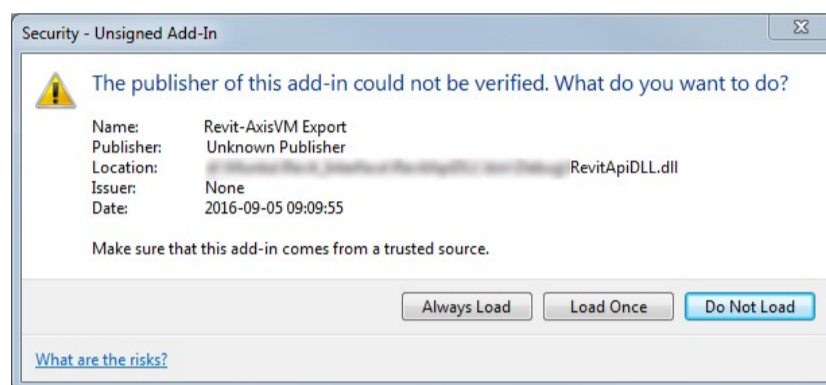 Security - Unsigned Add-In
The publisher of this add-in could not be verified. What do you want to do?
Name: Revit-AxisVM Export
Publisher: Unknown Publisher
Location: RevitApiDLL.dll
Issuer: None
Date: 2016-09-05 09:09:55
Make sure that this add-in comes from a trusted source.
Always Load Load Once Do Not Load
What are the risks?